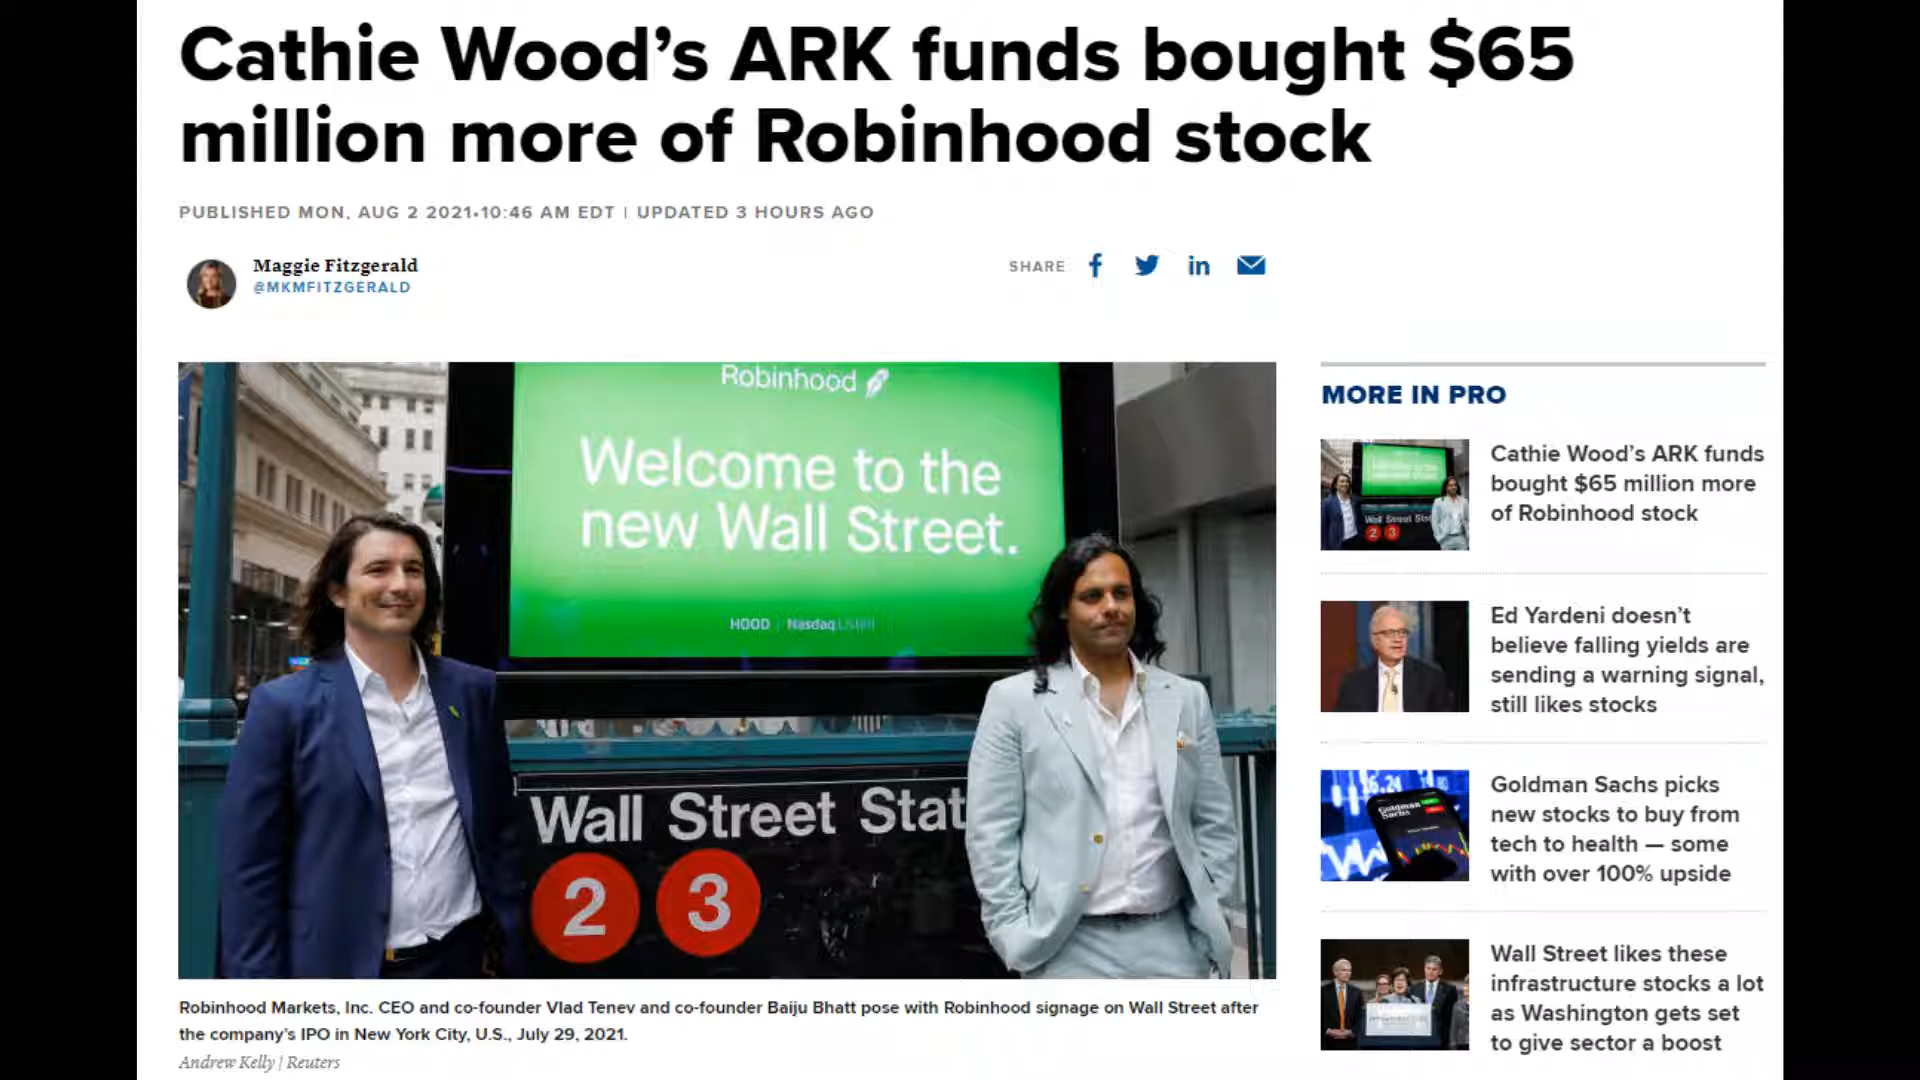 Cathie Wood’s ARK funds bought $65
million more of Robinhood stock
PUBLISHED MON, AUG 2 2021•10:46 AM EDT | UPDATED 3 HOURS AGO
Maggie Fitzgerald
@MKMFITZGERALD
SHARE
Robinhood
Welcome to the
new Wall Street.
HOOD | Nasdaq
Wall Street Stat
2 3
Robinhood Markets, Inc. CEO and co-founder Vlad Tenev and co-founder Baiju Bhatt pose with Robinhood signage on Wall Street after
the company’s IPO in New York City, U.S., July 29, 2021.
Andrew Kelly | Reuters
MORE IN PRO
Cathie Wood’s ARK funds
bought $65 million more
of Robinhood stock
Wall Street Stat
2 3
Ed Yardeni doesn’t
believe falling yields are
sending a warning signal,
still likes stocks
Goldman
Sachs
Goldman Sachs picks
new stocks to buy from
tech to health — some
with over 100% upside
Wall Street likes these
infrastructure stocks a lot
as Washington gets set
to give sector a boost